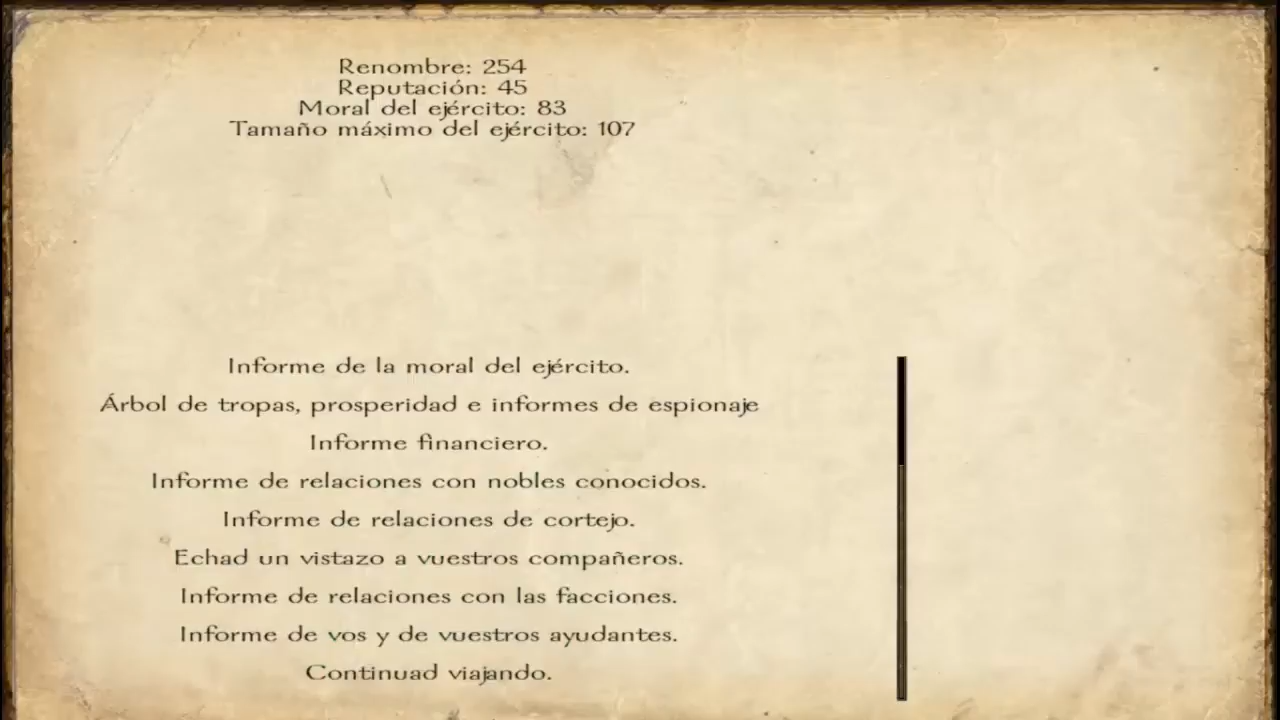 Renombre: 254
Reputación: 45
Moral del ejército: 83
Tamaño máximo del ejército: 107
Informe de la moral del ejército.
Árbol de tropas, prosperidad e informes de espionaje
Informe financiero.
Informe de relaciones con nobles conocidos.
Informe de relaciones de cortejo.
Echad un vistazo a vuestros compañeros.
Informe de relaciones con las facciones.
Informe de vos y de vuestros ayudantes.
Continuad viajando.